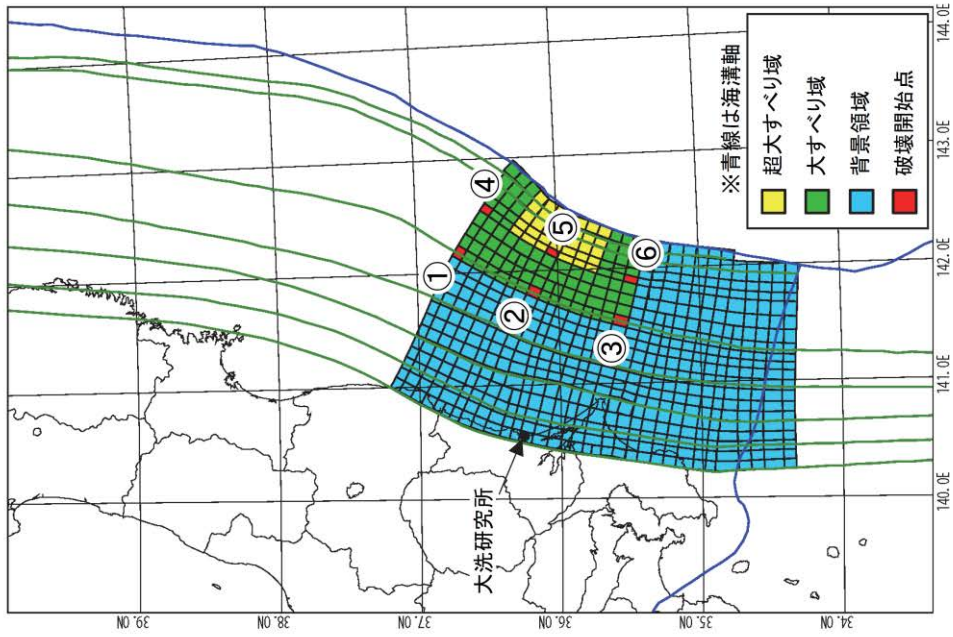 39.0N
38.0N
37.0N
36.0N
35.0N
34.0N
140.0E
141.0E
142.0E
143.0E
144.0E
①
②
③
④
⑤
⑥
大洗研究所
※青線は海溝軸
超大すべり域
大すべり域
背景領域
破壊開始点